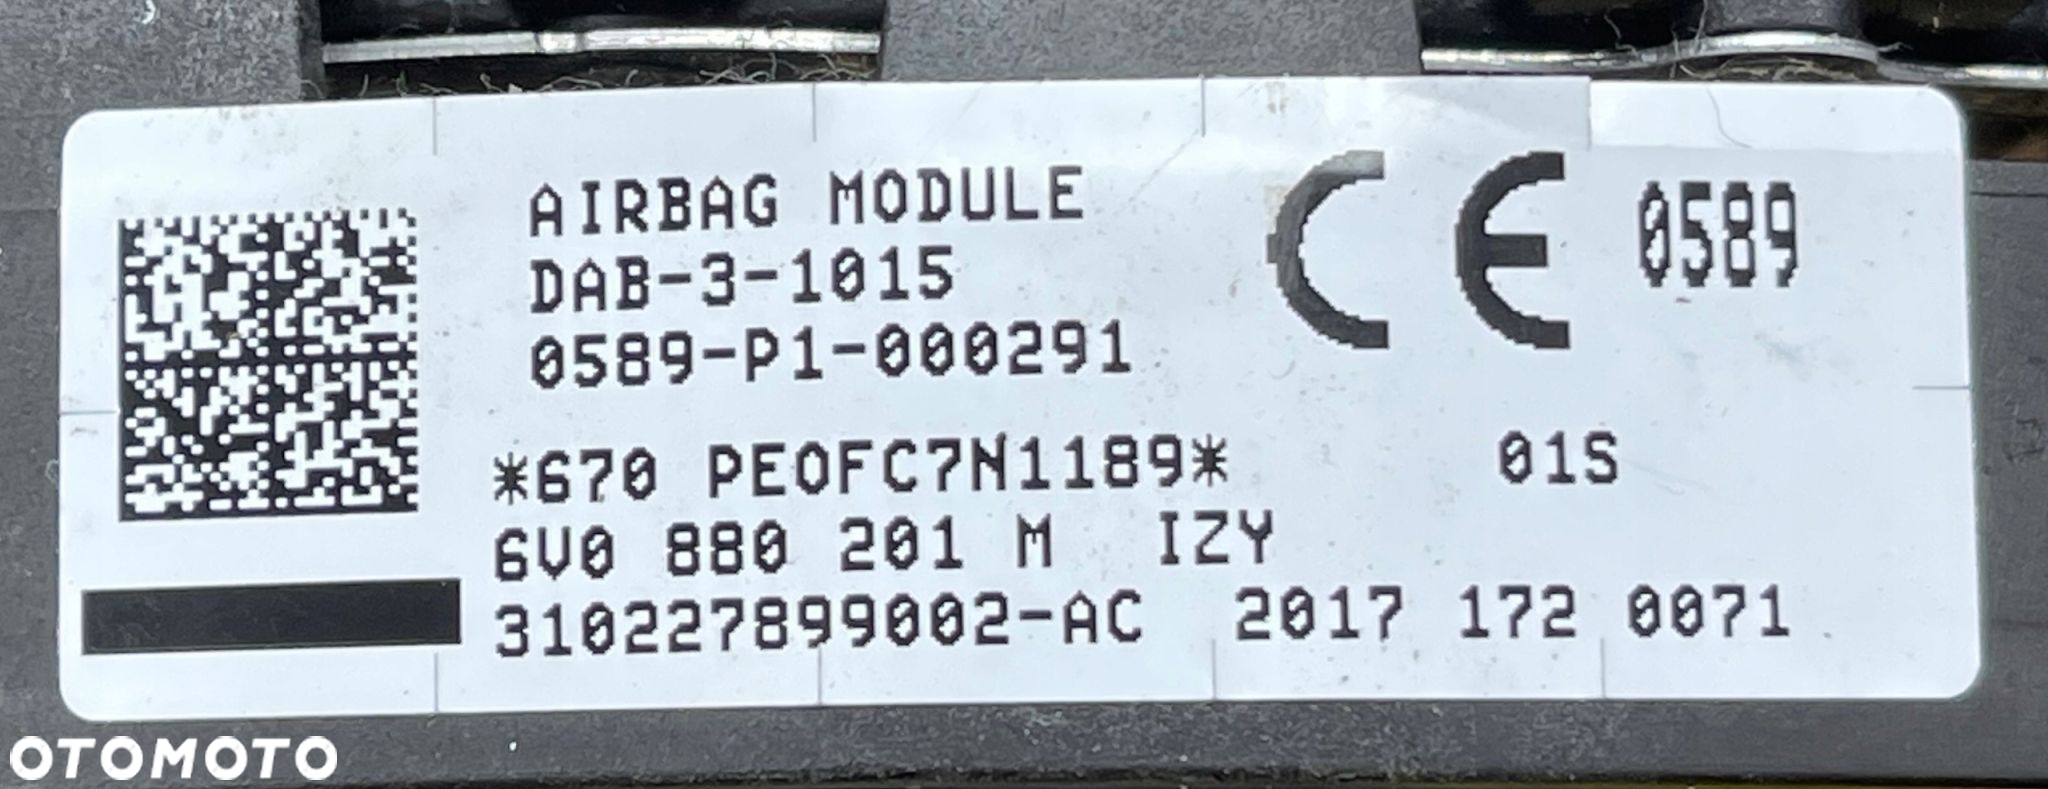 AIRBAG MODULE
DAB-3-1015
0589-P1-000291
CE 0589
*670 PE0FC7N1189* 01S
6V0 880 201 M IZY
310227899002-AC 2017 172 0071
OTOMOTO